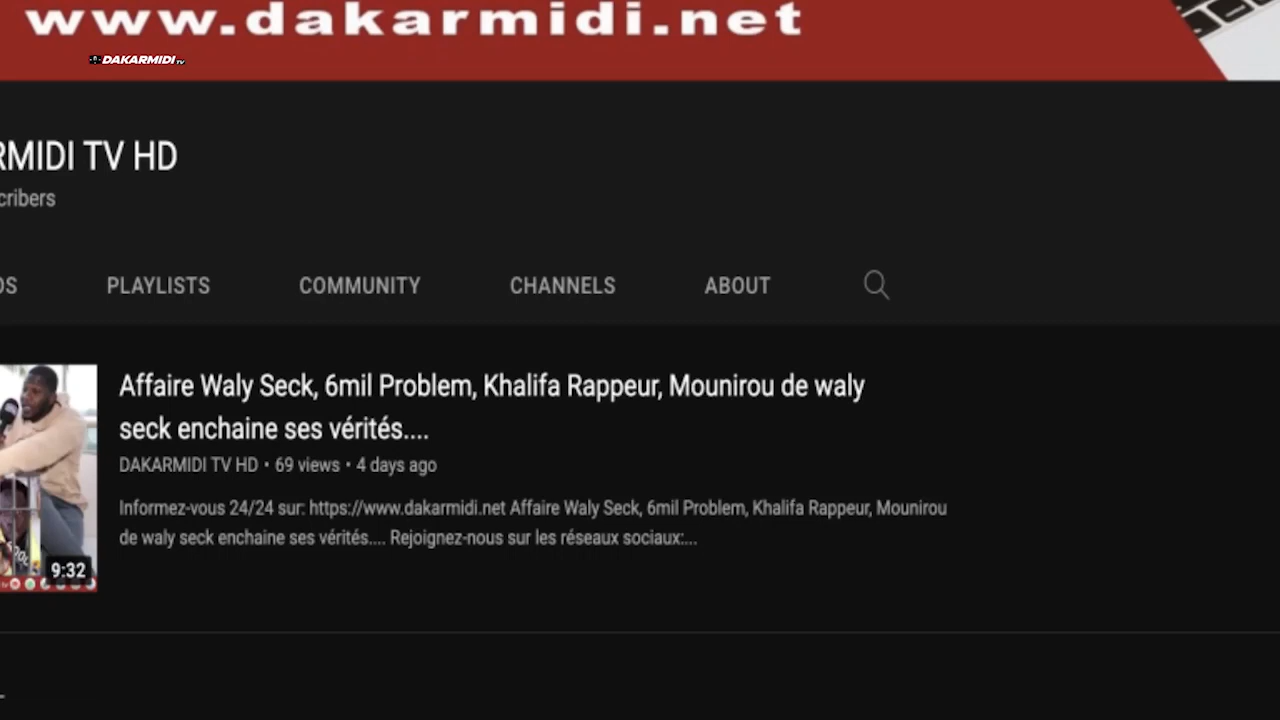 www.dakarmidi.net
DAKARMIDI TV
RMIDI TV HD
cribers
OS
PLAYLISTS
COMMUNITY
CHANNELS
ABOUT
Affaire Waly Seck, 6mil Problem, Khalifa Rappeur, Mounirou de waly
seck enchaine ses vérités....
DAKARMIDI TV HD • 69 views • 4 days ago
Informez-vous 24/24 sur: https://www.dakarmidi.net Affaire Waly Seck, 6mil Problem, Khalifa Rappeur, Mounirou
de waly seck enchaine ses vérités.... Rejoignez-nous sur les réseaux sociaux:...
9:32